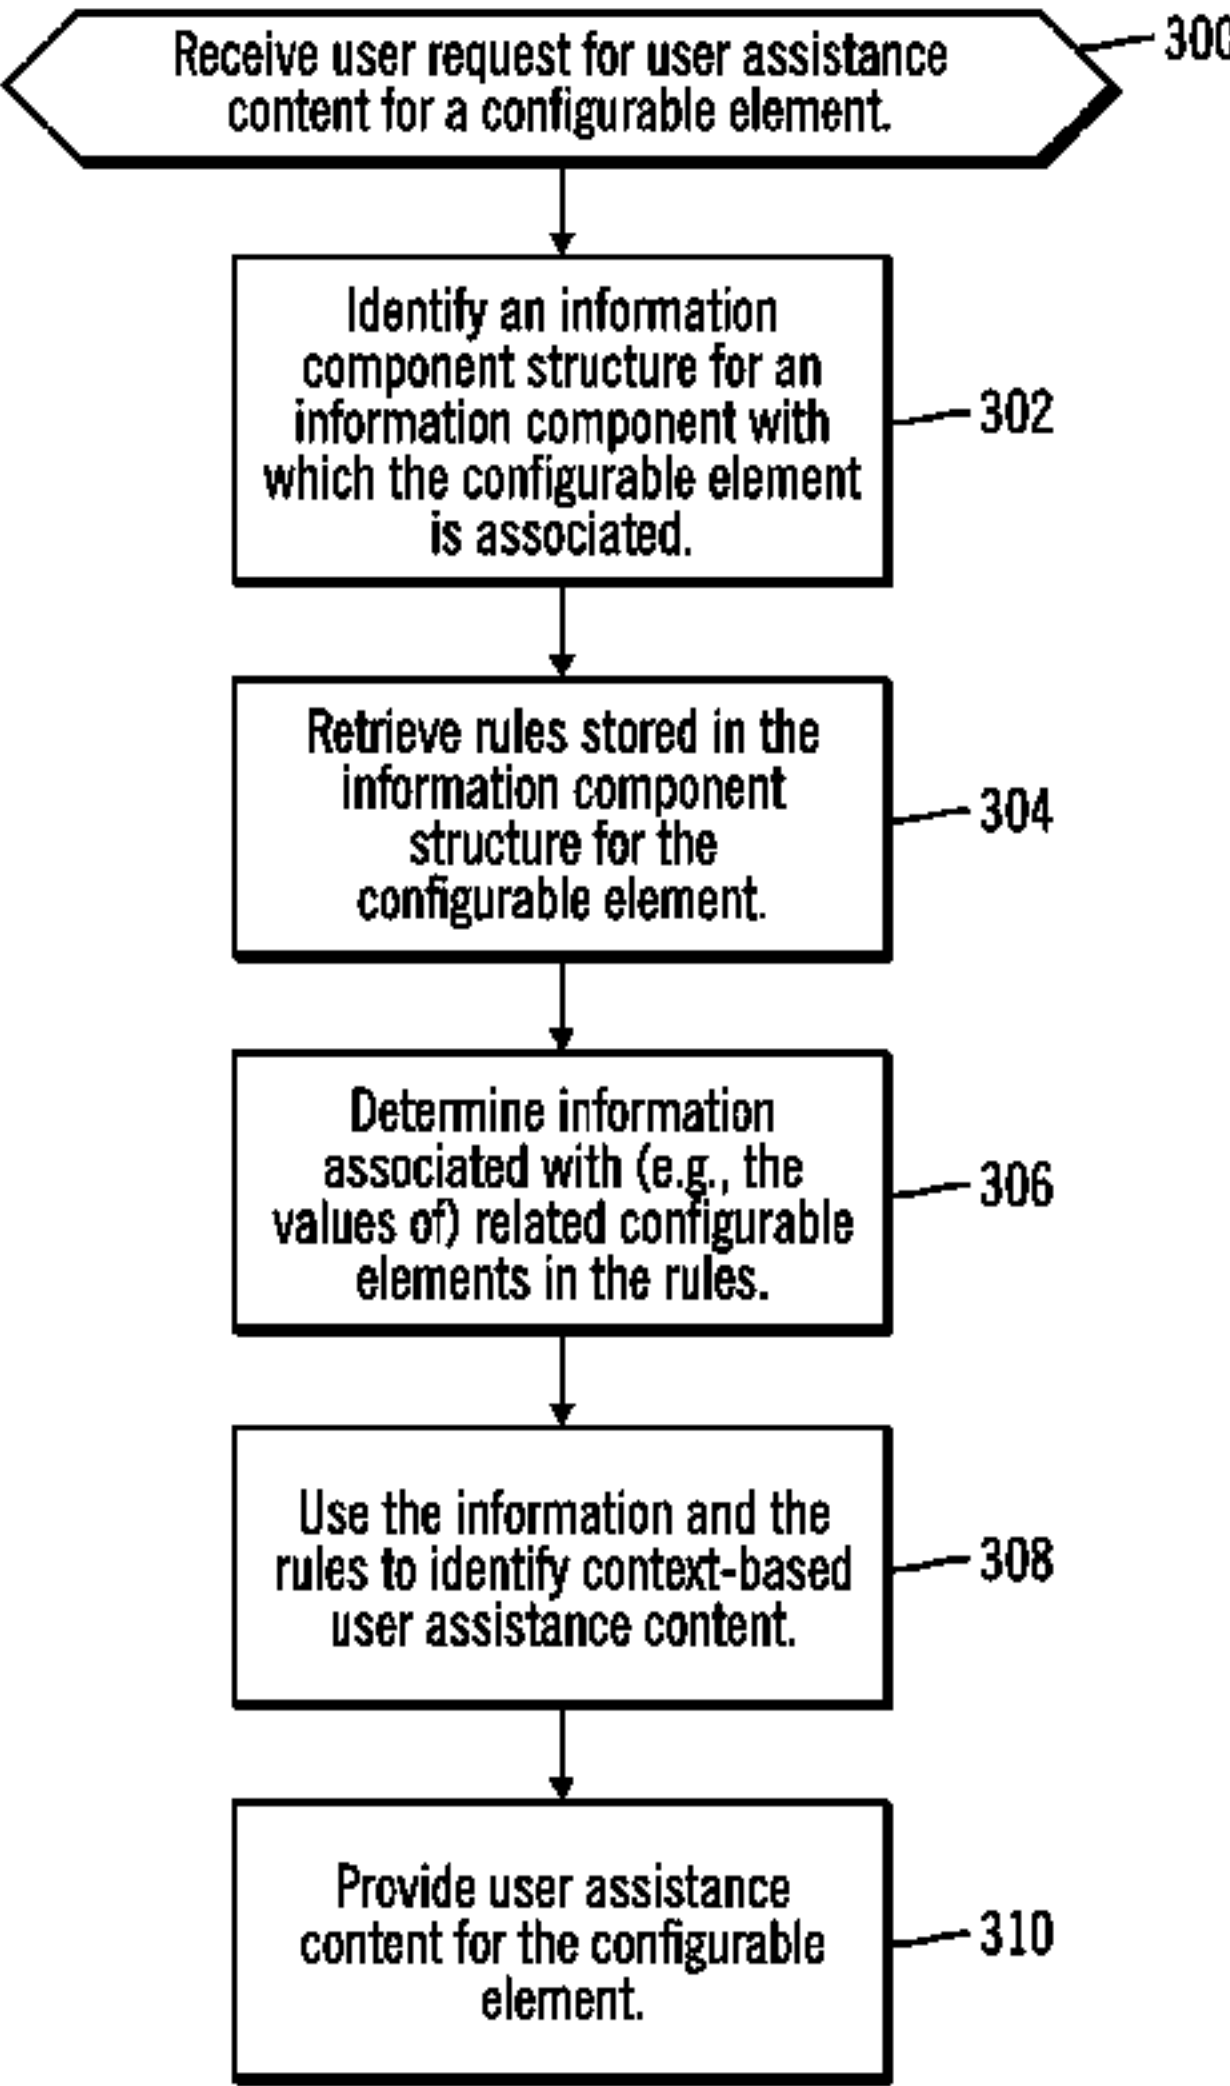 Receive user request for user assistance
content for a configurable element.
300
Identify an information
component structure for an
information component with
which the configurable element
is associated.
302
Retrieve rules stored in the
information component
structure for the
configurable element.
304
Determine information
associated with (e.g., the
values of) related configurable
elements in the rules.
306
Use the information and the
rules to identify context-based
user assistance content.
308
Provide user assistance
content for the configurable
element.
310